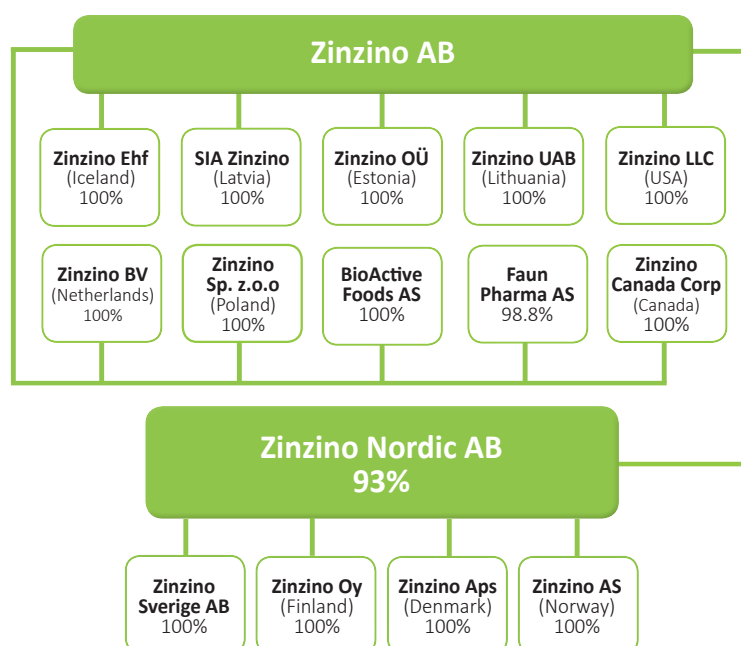 Zinzino AB
Zinzino Ehf
(Iceland)
100%
SIA Zinzino
(Latvia)
100%
Zinzino OÜ
(Estonia)
100%
Zinzino UAB
(Lithuania)
100%
Zinzino LLC
(USA)
100%
Zinzino BV
(Netherlands)
100%
Zinzino
Sp. z.o.o
(Poland)
100%
BioActive
Foods AS
100%
Faun
Pharma AS
98.8%
Zinzino
Canada Corp
(Canada)
100%
Zinzino Nordic AB
93%
Zinzino
Sverige AB
100%
Zinzino Oy
(Finland)
100%
Zinzino Aps
(Denmark)
100%
Zinzino AS
(Norway)
100%